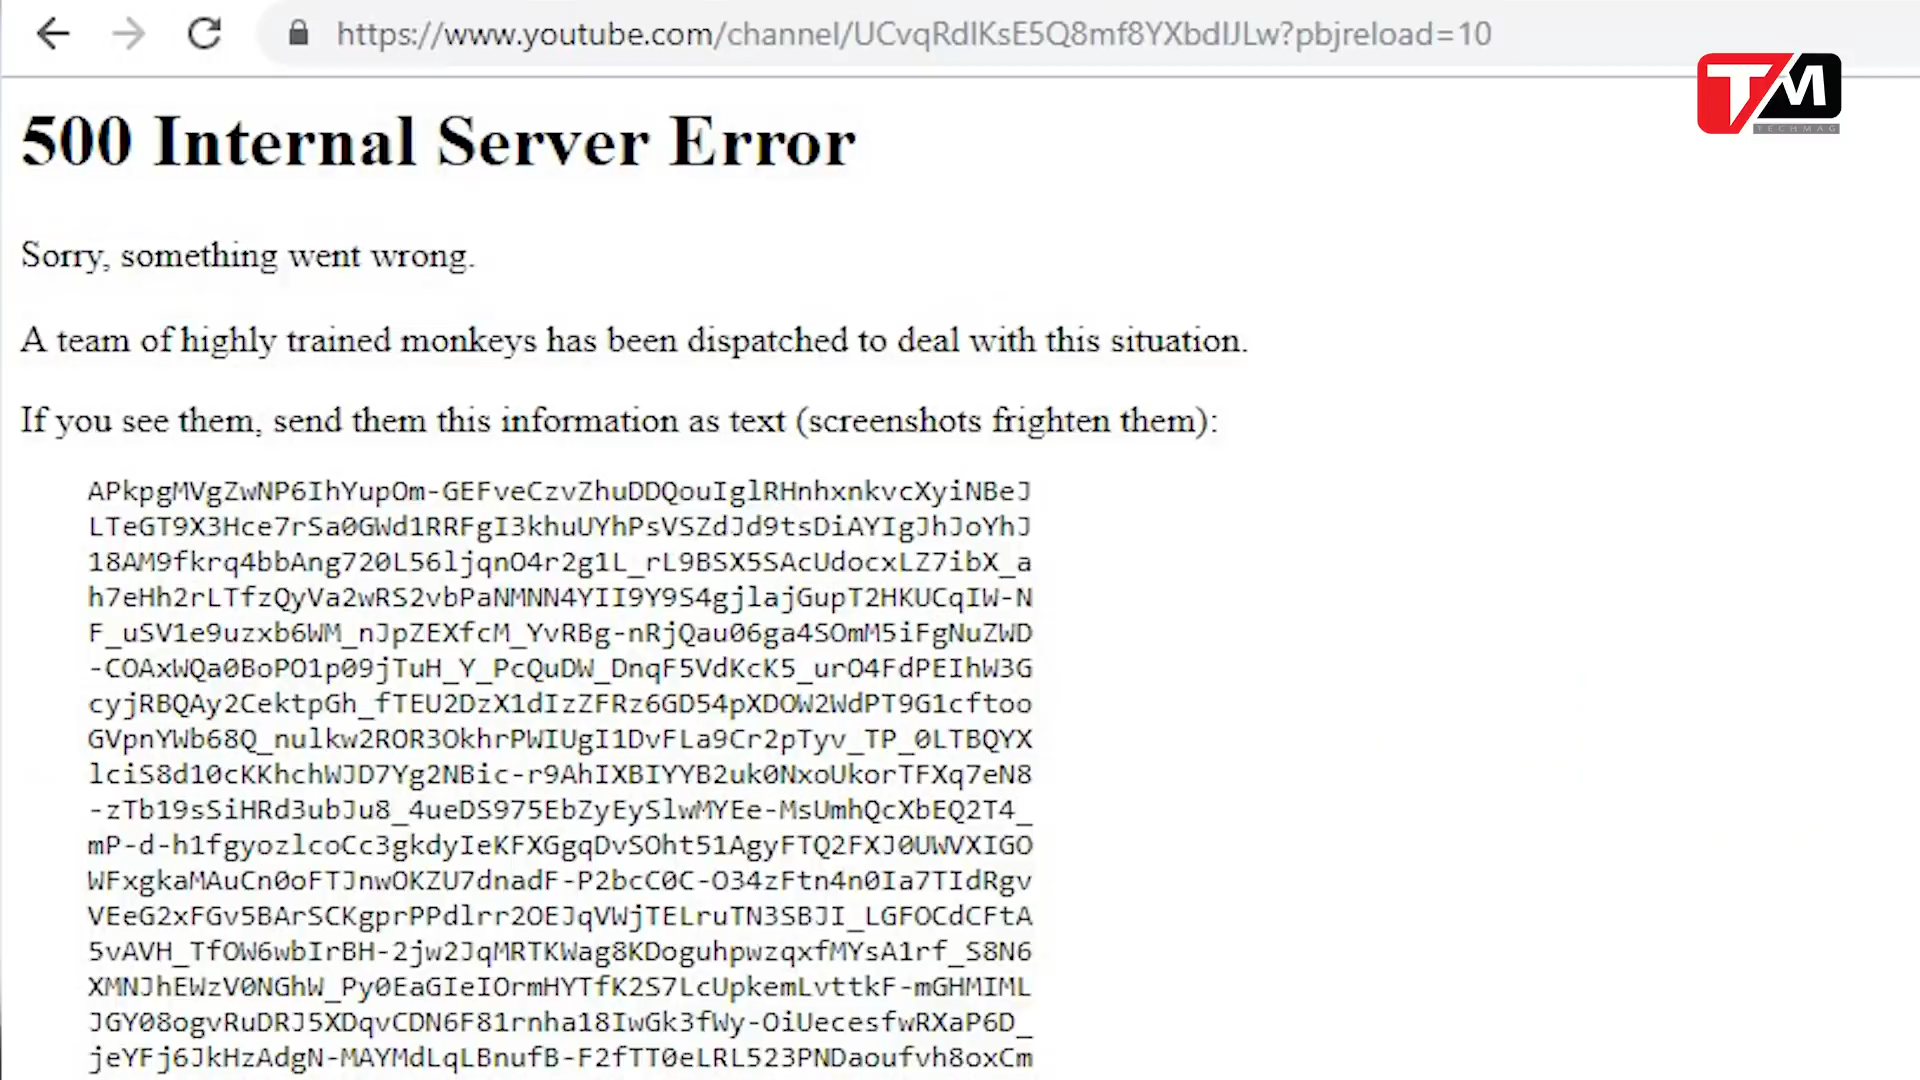 https://www.youtube.com/channel/UCvqRdlKsE5Q8mf8YXbdIJLw?pbjreload=10
TM
TECHMAG
500 Internal Server Error
Sorry, something went wrong.
A team of highly trained monkeys has been dispatched to deal with this situation.
If you see them, send them this information as text (screenshots frighten them):
APkpgMVgZwNP6IhYupOm-GEFveCzvZhuDDQouIglRHnhxnkvcXyiNBeJ
LTeGT9X3Hce7rSa0GWd1RRFgI3khuUYhPsVSZdJd9tsDiAYIgJhJoYhJ
18AM9fkrq4bbAng720L56ljqnO4r2g1L_rL9BSX5SAcUdocxLZ7ibX_a
h7eHh2rLTfzQyVa2wRS2vbPaNMNN4YII9Y9S4gjlajGupT2HKUCqIW-N
F_uSV1e9uzxb6WM_nJpZEXfcM_YvRBg-nRjQau06ga4SOmM5iFgNuZWD
-COAxWQa0BoPO1p09jTuH_Y_PcQuDW_DnqF5VdKcK5_urO4FdPEIhW3G
cyjRBQAy2CektpGh_fTEU2DzX1dIzZFRz6GD54pXDOW2WdPT9G1cftoo
GVpnYWb68Q_nulkw2ROR3OkhrPWIUgI1DvFLa9Cr2pTyv_TP_0LTBQYX
lciS8d10cKKhchWJD7Yg2NBic-r9AhIXBIYYB2uk0NxoUkorTFXq7eN8
-zTb19sSiHRd3ubJu8_4ueDS975EbZyEySlwMYEe-MsUmhQcXbEQ2T4_
mP-d-h1fgyozlcoCc3gkdyIeKFXGgqDvSOht51AgyFTQ2FXJ0UWVXIGO
WFxgkaMAuCn0oFTJnwOKZU7dnadF-P2bcC0C-O34zFtn4n0Ia7TIdRgv
VEeG2xFGv5BArSCKgprPPdlrr2OEJqVWjTELruTN3SBJI_LGFOCdCFtA
5vAVH_TfOW6wbIrBH-2jw2JqMRTKWag8KDoguhpwzqxfMYsA1rf_S8N6
XMNJhEWzV0NGhW_Py0EaGIeIOrmHYTfK2S7LcUpkemLvttkF-mGHMIML
JGY08ogvRuDRJ5XDqvCDN6F81rnha18IwGk3fWy-OiUecesfwRXaP6D_
jeYFj6JkHzAdgN-MAYMdLqLBnufB-F2fTT0eLRL523PNDaoufvh8oxCm